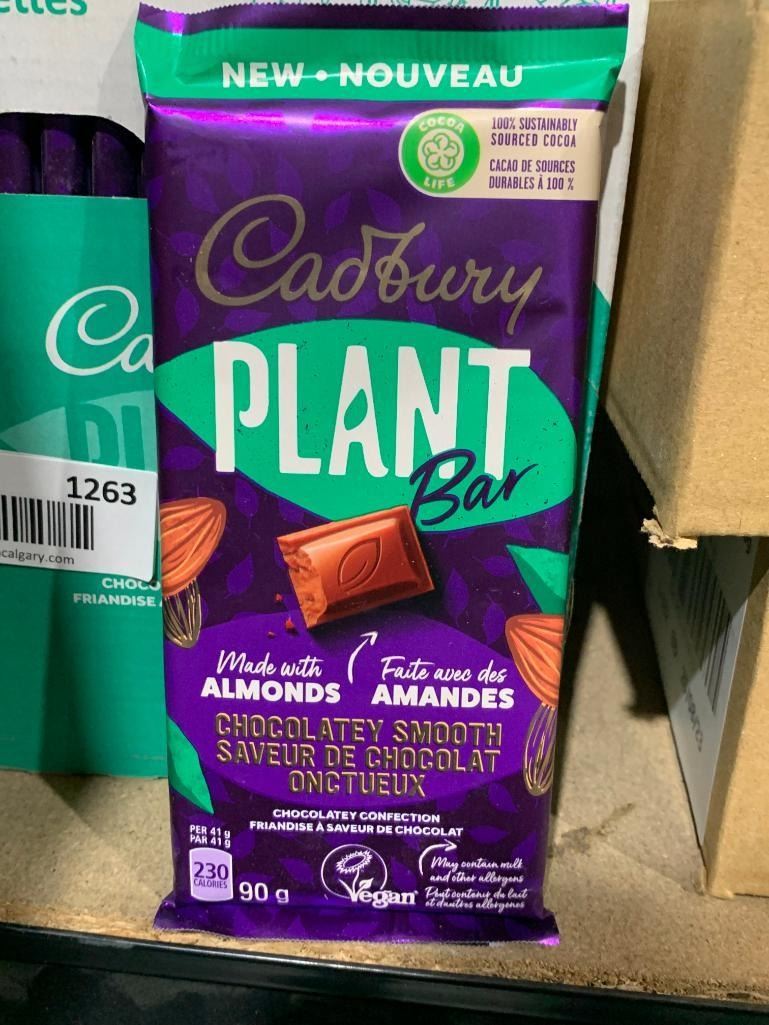 NEW • NOUVEAU
COCOA
LIFE
100% SUSTAINABLY
SOURCED COCOA
CACAO DE SOURCES
DURABLES À 100 %
Cadbury
PLANT
Bar
Made with
ALMONDS
Faite avec des
AMANDES
CHOCOLATEY SMOOTH
SAVEUR DE CHOCOLAT
ONCTUEUX
CHOCOLATEY CONFECTION
FRIANDISE À SAVEUR DE CHOCOLAT
PER 41 g
PAR 41 g
230
CALORIES
90 g
Vegan
May contain milk
and other allergens
Peut contenir du lait
et d'autres allergènes
Ca
Pl
1263
calgary.com
CHOCO
FRIANDISE